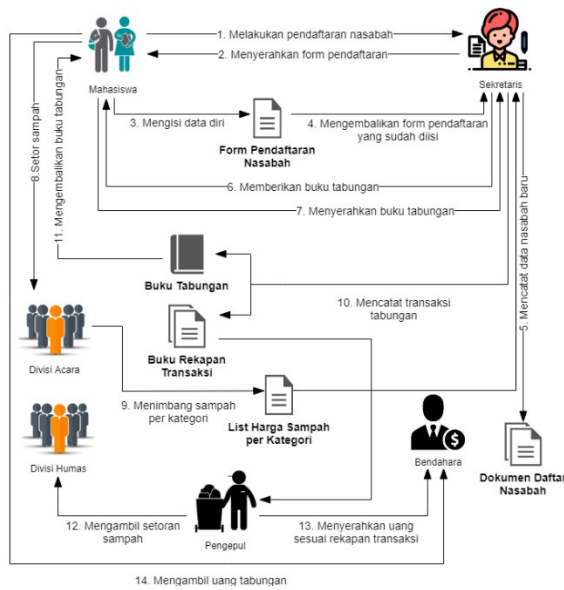 1. Melakukan pendaftaran nasabah
2. Menyerahkan form pendaftaran
Mahasiswa
Sekretaris
3. Mengisi data diri
4. Mengembalikan form pendaftaran
yang sudah diisi
Form Pendaftaran
Nasabah
8.Setor sampah
11. Mengembalikan buku tabungan
6. Memberikan buku tabungan
7. Menyerahkan buku tabungan
5. Mencatat data nasabah baru
Buku Tabungan
10. Mencatat transaksi
tabungan
Buku Rekapan
Transaksi
Divisi Acara
9. Menimbang sampah
per kategori
List Harga Sampah
per Kategori
Divisi Humas
Bendahara
Dokumen Daftar
Nasabah
12. Mengambil setoran
sampah
Pengepul
13. Menyerahkan uang
sesuai rekapan transaksi
14. Mengambil uang tabungan